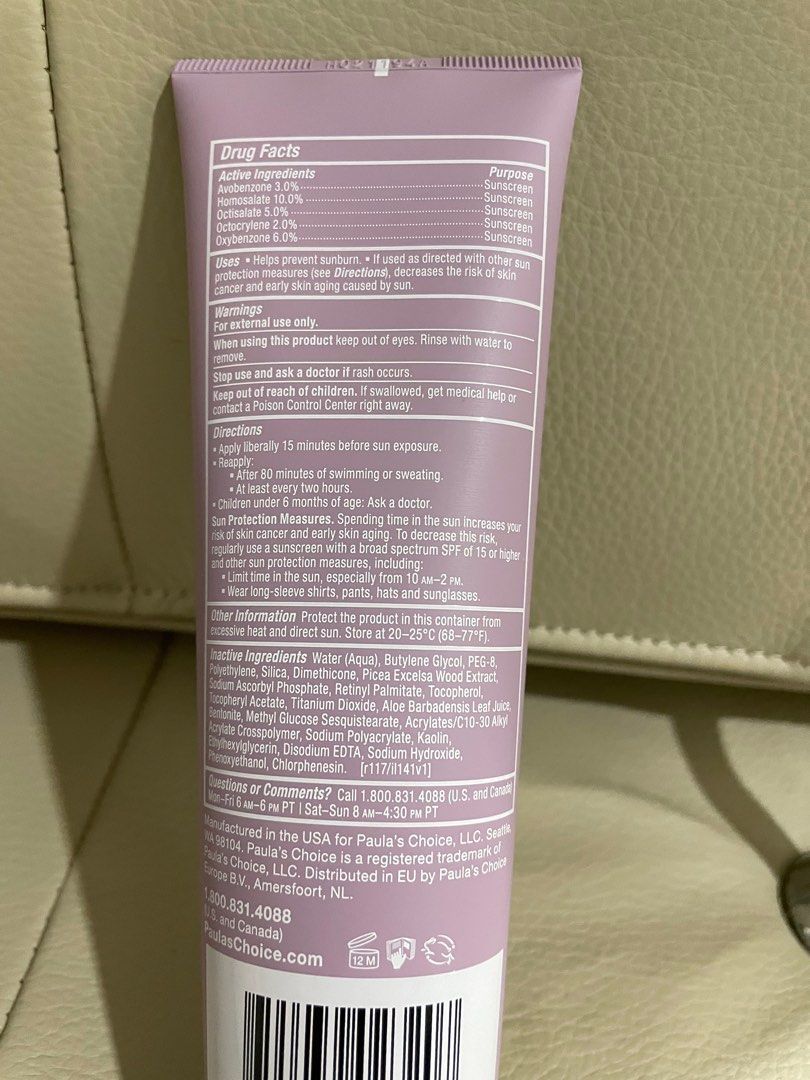 Drug Facts
Active Ingredients Purpose
Avobenzone 3.0% Sunscreen
Homosalate 10.0% Sunscreen
Octisalate 5.0% Sunscreen
Octocrylene 2.0% Sunscreen
Oxybenzone 6.0% Sunscreen
Uses ▪ Helps prevent sunburn. ▪ If used as directed with other sun
protection measures (see Directions), decreases the risk of skin
cancer and early skin aging caused by sun.
Warnings
For external use only.
When using this product keep out of eyes. Rinse with water to
remove.
Stop use and ask a doctor if rash occurs.
Keep out of reach of children. If swallowed, get medical help or
contact a Poison Control Center right away.
Directions
▪ Apply liberally 15 minutes before sun exposure.
▪ Reapply:
▪ After 80 minutes of swimming or sweating.
▪ At least every two hours.
▪ Children under 6 months of age: Ask a doctor.
Sun Protection Measures. Spending time in the sun increases your
risk of skin cancer and early skin aging. To decrease this risk,
regularly use a sunscreen with a broad spectrum SPF of 15 or higher
and other sun protection measures, including:
▪ Limit time in the sun, especially from 10 AM–2 PM.
▪ Wear long-sleeve shirts, pants, hats and sunglasses.
Other Information Protect the product in this container from
excessive heat and direct sun. Store at 20–25°C (68–77°F).
Inactive Ingredients Water (Aqua), Butylene Glycol, PEG-8,
Polyethylene, Silica, Dimethicone, Picea Excelsa Wood Extract,
Sodium Ascorbyl Phosphate, Retinyl Palmitate, Tocopherol,
Tocopheryl Acetate, Titanium Dioxide, Aloe Barbadensis Leaf Juice,
Bentonite, Methyl Glucose Sesquistearate, Acrylates/C10-30 Alkyl
Acrylate Crosspolymer, Sodium Polyacrylate, Kaolin,
Ethylhexylglycerin, Disodium EDTA, Sodium Hydroxide,
Phenoxyethanol, Chlorphenesin. [r117/il141v1]
Questions or Comments? Call 1.800.831.4088 (U.S. and Canada)
Mon–Fri 6 AM–6 PM PT | Sat–Sun 8 AM–4:30 PM PT
Manufactured in the USA for Paula's Choice, LLC. Seattle,
WA 98104. Paula's Choice is a registered trademark of
Paula's Choice, LLC. Distributed in EU by Paula's Choice
Europe B.V., Amersfoort, NL.
1.800.831.4088
(U.S. and Canada)
PaulasChoice.com
12 M